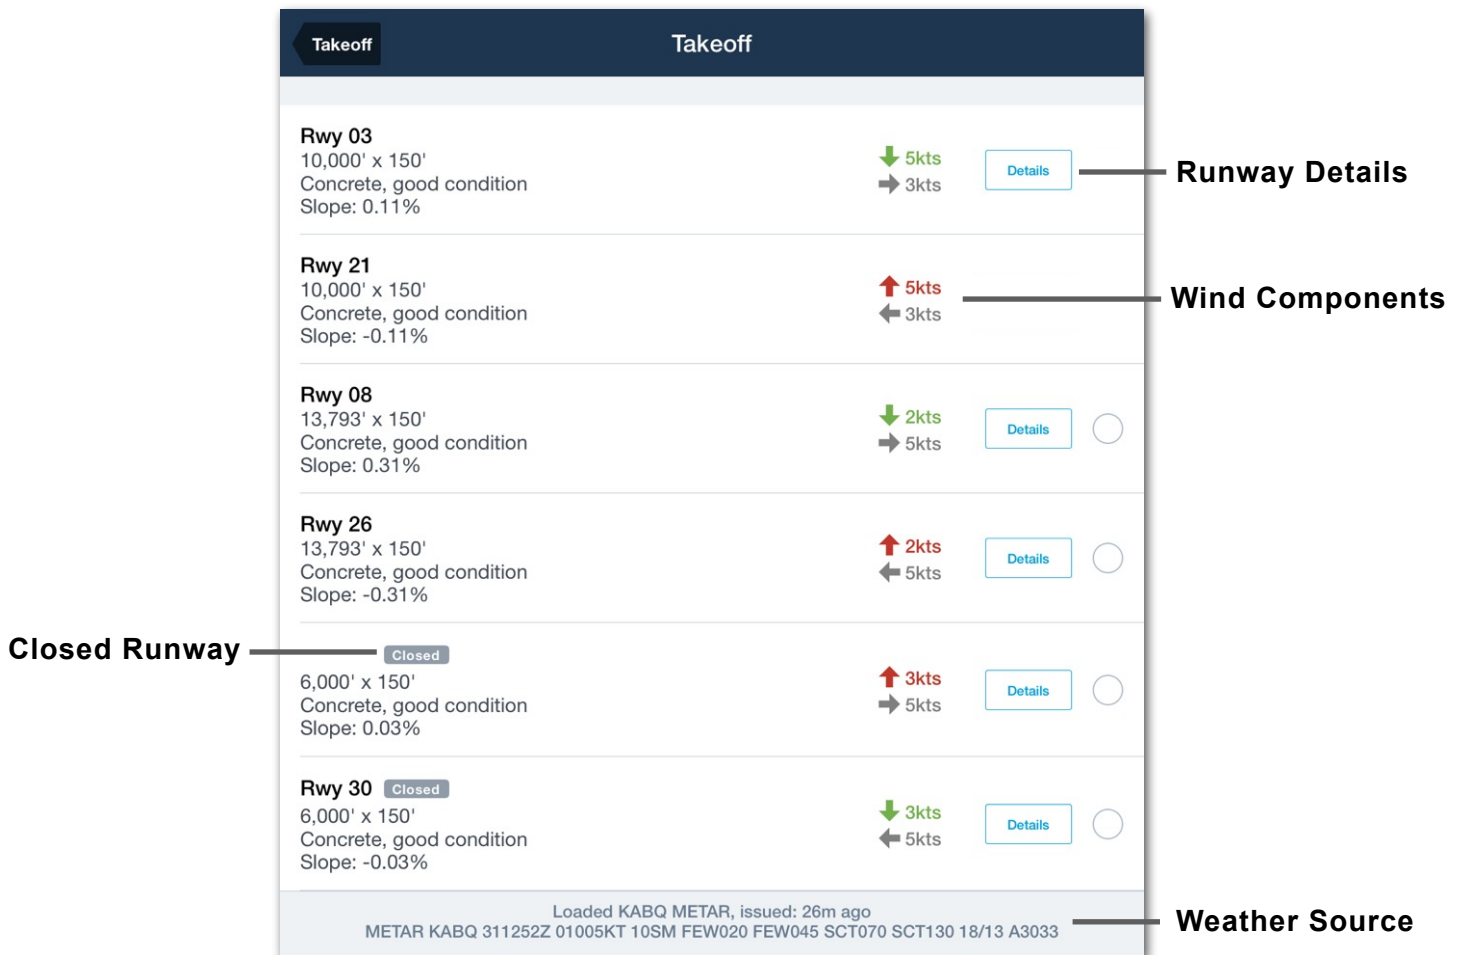 Takeoff
Takeoff
Rwy 03
10,000' x 150'
Concrete, good condition
Slope: 0.11%
5kts
3kts
Details
Runway Details
Rwy 21
10,000' x 150'
Concrete, good condition
Slope: -0.11%
5kts
3kts
Wind Components
Rwy 08
13,793' x 150'
Concrete, good condition
Slope: 0.31%
2kts
5kts
Details
Rwy 26
13,793' x 150'
Concrete, good condition
Slope: -0.31%
2kts
5kts
Details
Closed Runway
Closed
6,000' x 150'
Concrete, good condition
Slope: 0.03%
3kts
5kts
Details
Rwy 30 Closed
6,000' x 150'
Concrete, good condition
Slope: -0.03%
3kts
5kts
Details
Loaded KABQ METAR, issued: 26m ago
METAR KABQ 311252Z 01005KT 10SM FEW020 FEW045 SCT070 SCT130 18/13 A3033
Weather Source